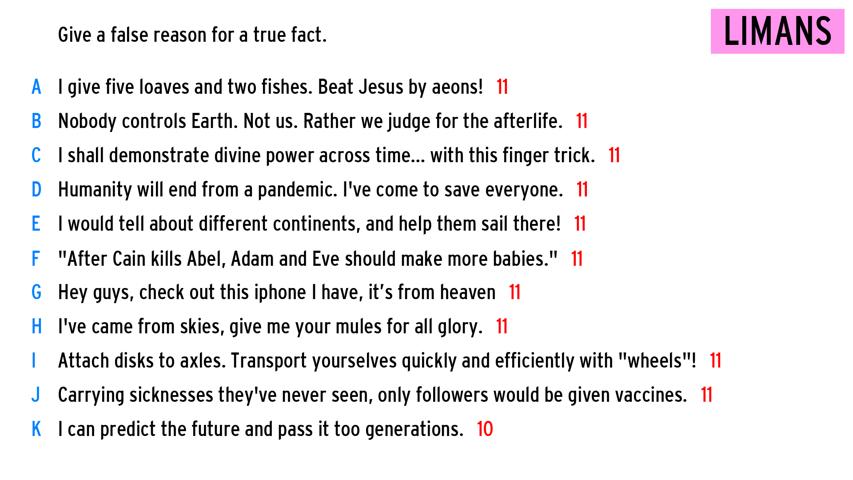 LIMANS
Give a false reason for a true fact.
A I give five loaves and two fishes. Beat Jesus by aeons! 11
B Nobody controls Earth. Not us. Rather we judge for the afterlife. 11
C I shall demonstrate divine power across time... with this finger trick. 11
D Humanity will end from a pandemic. I've come to save everyone. 11
E I would tell about different continents, and help them sail there! 11
F "After Cain kills Abel, Adam and Eve should make more babies." 11
G Hey guys, check out this iphone I have, it’s from heaven 11
H I've came from skies, give me your mules for all glory. 11
I Attach disks to axles. Transport yourselves quickly and efficiently with "wheels"! 11
J Carrying sicknesses they've never seen, only followers would be given vaccines. 11
K I can predict the future and pass it too generations. 10